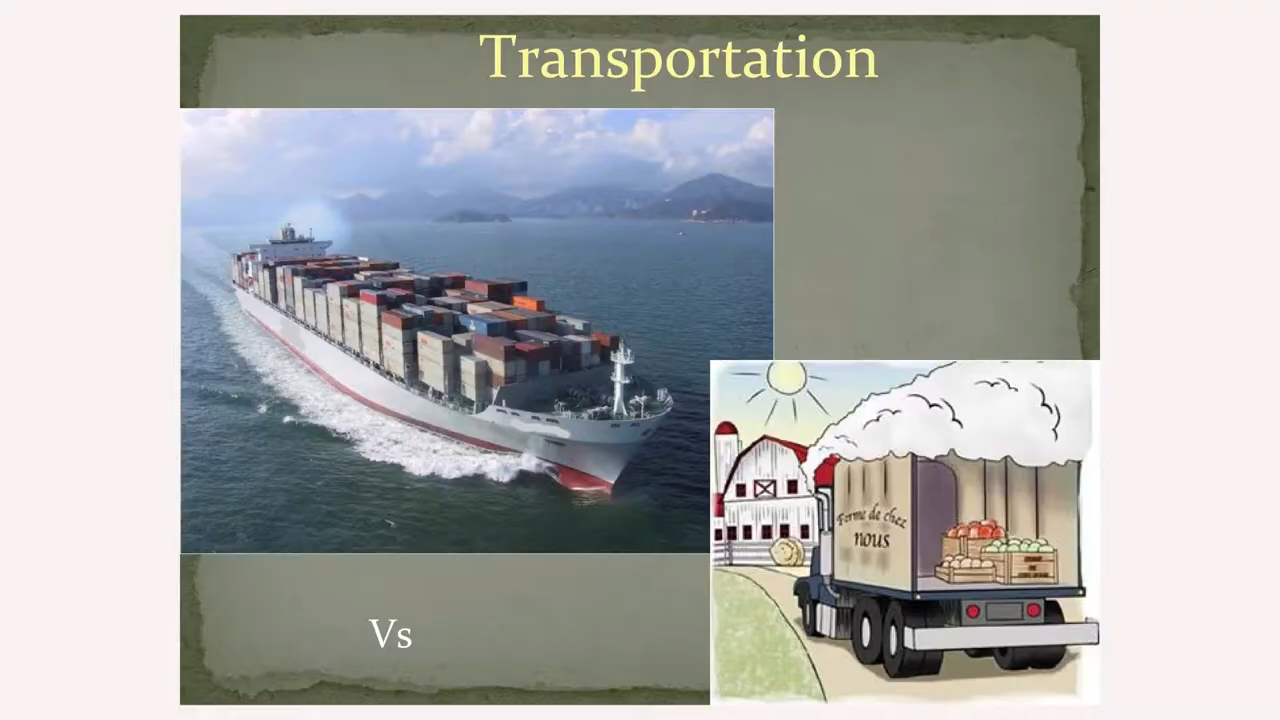 Transportation
Ferme de chez
nous
Vs